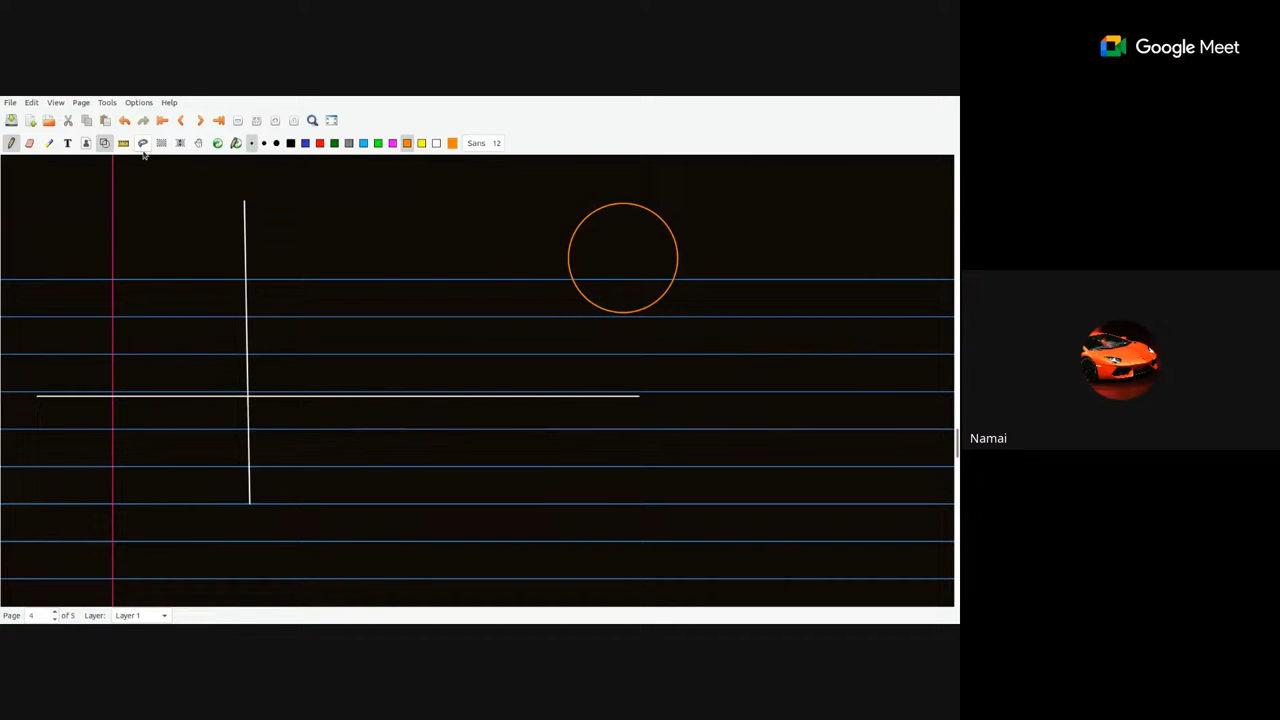 Google Meet
File Edit View Page Tools Options Help
T Sans 12
Namai
Page 4 of 5 Layer: Layer 1